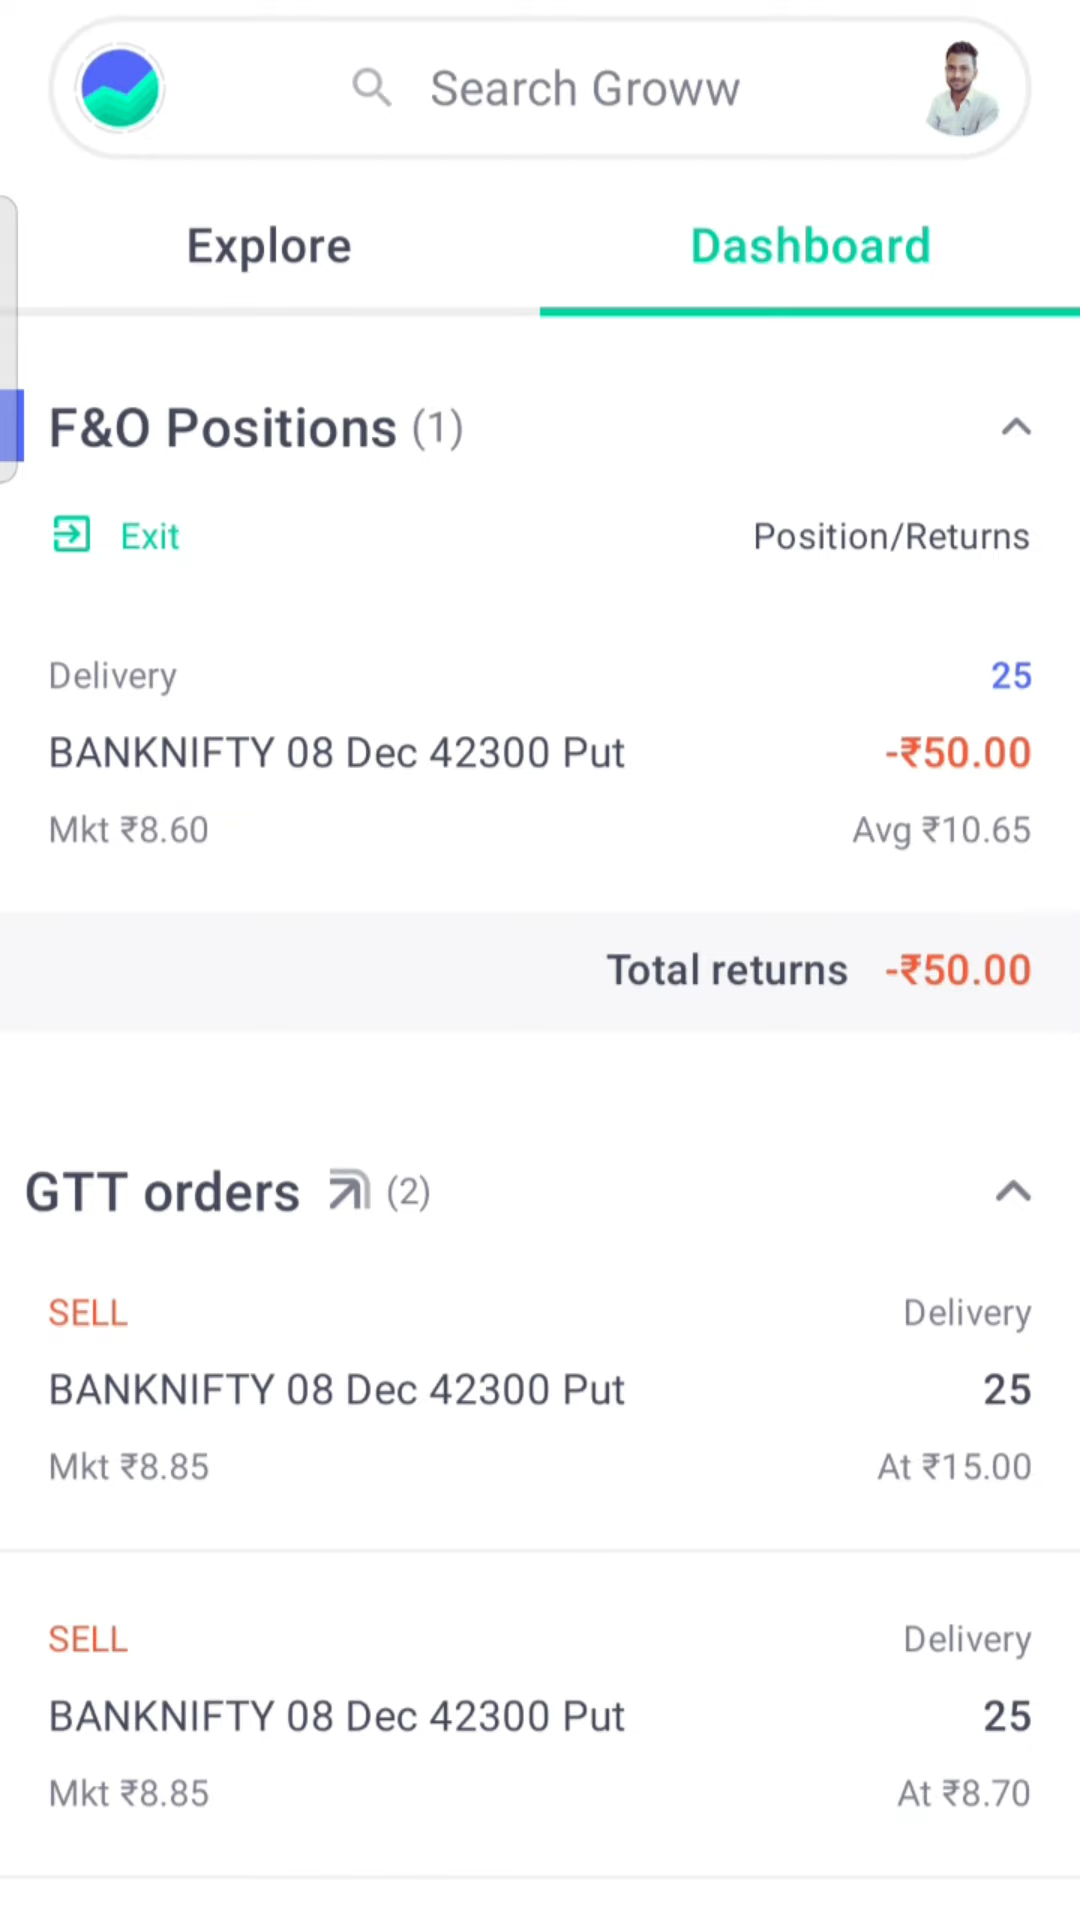 Search Groww
Explore Dashboard
F&O Positions (1)
Exit Position/Returns
Delivery 25
BANKNIFTY 08 Dec 42300 Put -₹50.00
Mkt ₹8.60 Avg ₹10.65
Total returns -₹50.00
GTT orders (2)
SELL Delivery
BANKNIFTY 08 Dec 42300 Put 25
Mkt ₹8.85 At ₹15.00
SELL Delivery
BANKNIFTY 08 Dec 42300 Put 25
Mkt ₹8.85 At ₹8.70